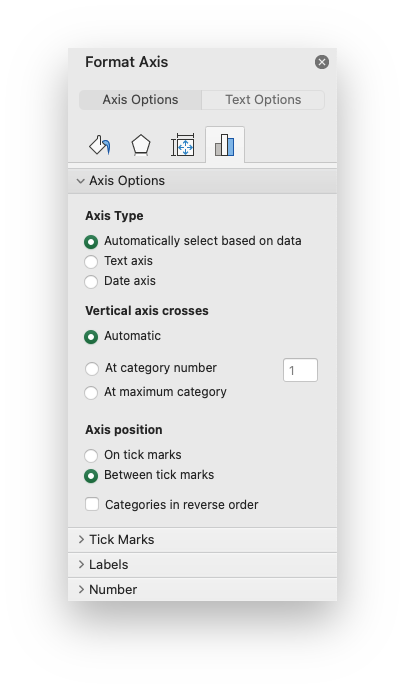 Format Axis
Axis Options
Text Options
Axis Options
Axis Type
Automatically select based on data
Text axis
Date axis
Vertical axis crosses
Automatic
At category number 1
At maximum category
Axis position
On tick marks
Between tick marks
Categories in reverse order
Tick Marks
Labels
Number